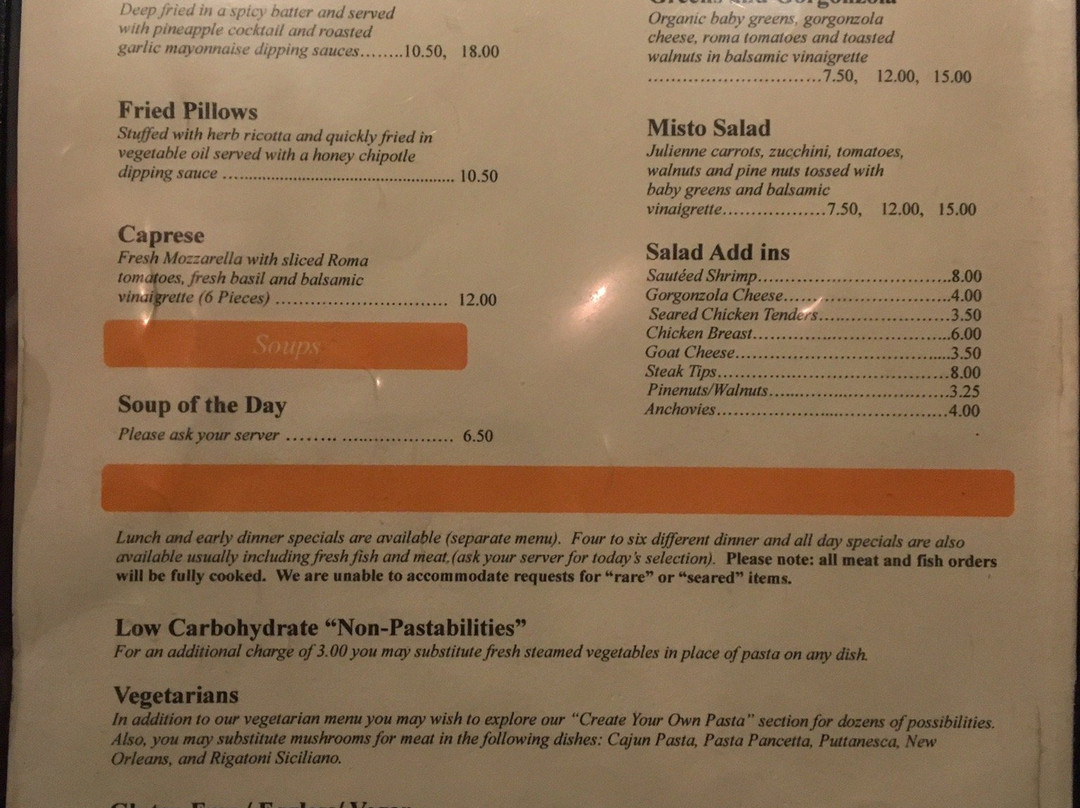 Deep fried in a spicy batter and served
with pineapple cocktail and roasted
garlic mayonnaise dipping sauces........10.50, 18.00
Fried Pillows
Stuffed with herb ricotta and quickly fried in
vegetable oil served with a honey chipotle
dipping sauce ................................................ 10.50
Caprese
Fresh Mozzarella with sliced Roma
tomatoes, fresh basil and balsamic
vinaigrette (6 Pieces) ................................... 12.00
Soups
Soup of the Day
Please ask your server ........ ....................... 6.50
Greens and Gorgonzola
Organic baby greens, gorgonzola
cheese, roma tomatoes and toasted
walnuts in balsamic vinaigrette
...............................7.50, 12.00, 15.00
Misto Salad
Julienne carrots, zucchini, tomatoes,
walnuts and pine nuts tossed with
baby greens and balsamic
vinaigrette...................7.50, 12.00, 15.00
Salad Add ins
Sautéed Shrimp...................................8.00
Gorgonzola Cheese..............................4.00
Seared Chicken Tenders........................3.50
Chicken Breast....................................6.00
Goat Cheese.......................................3.50
Steak Tips..........................................8.00
Pinenuts/Walnuts.................................3.25
Anchovies..........................................4.00
Lunch and early dinner specials are available (separate menu). Four to six different dinner and all day specials are also
available usually including fresh fish and meat,(ask your server for today's selection). Please note: all meat and fish orders
will be fully cooked. We are unable to accommodate requests for “rare” or “seared” items.
Low Carbohydrate “Non-Pastabilities”
For an additional charge of 3.00 you may substitute fresh steamed vegetables in place of pasta on any dish.
Vegetarians
In addition to our vegetarian menu you may wish to explore our “Create Your Own Pasta” section for dozens of possibilities.
Also, you may substitute mushrooms for meat in the following dishes: Cajun Pasta, Pasta Pancetta, Puttanesca, New
Orleans, and Rigatoni Siciliano.